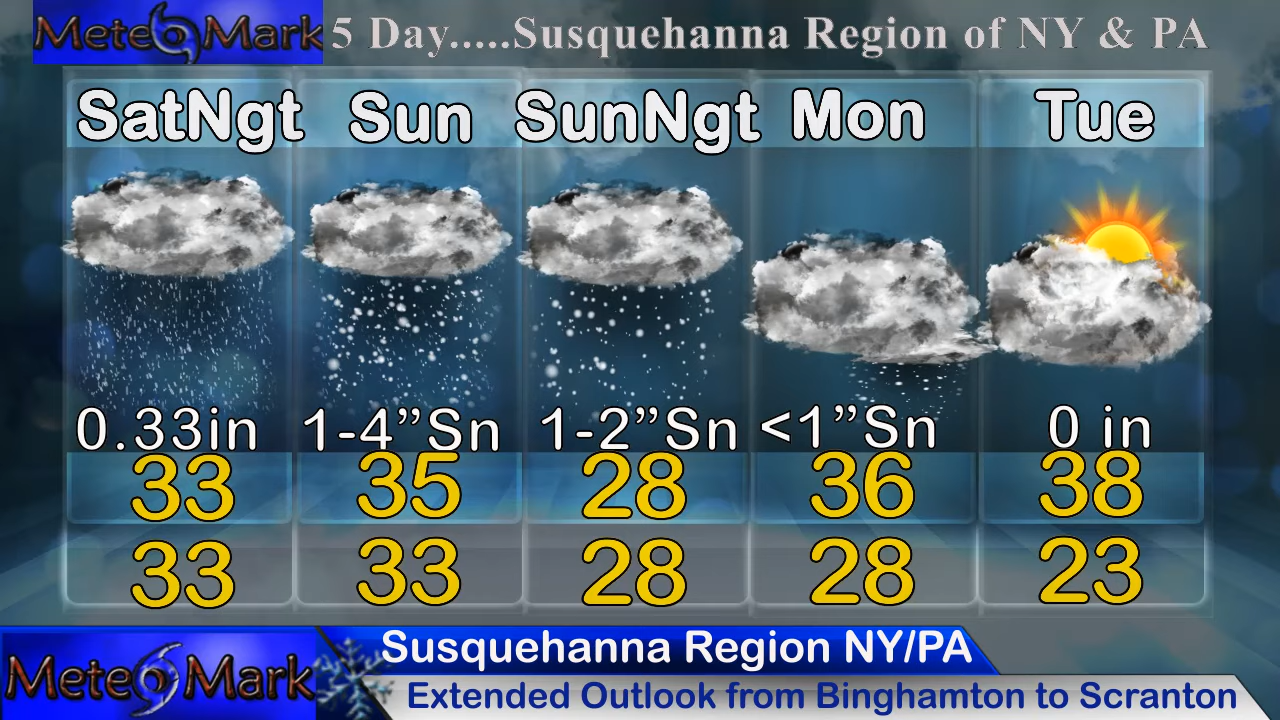 MeteoMark 5 Day.....Susquehanna Region of NY & PA
SatNgt Sun SunNgt Mon Tue
0.33in 1-4”Sn 1-2”Sn <1”Sn 0 in
33 35 28 36 38
33 33 28 28 23
MeteoMark
Susquehanna Region NY/PA
Extended Outlook from Binghamton to Scranton